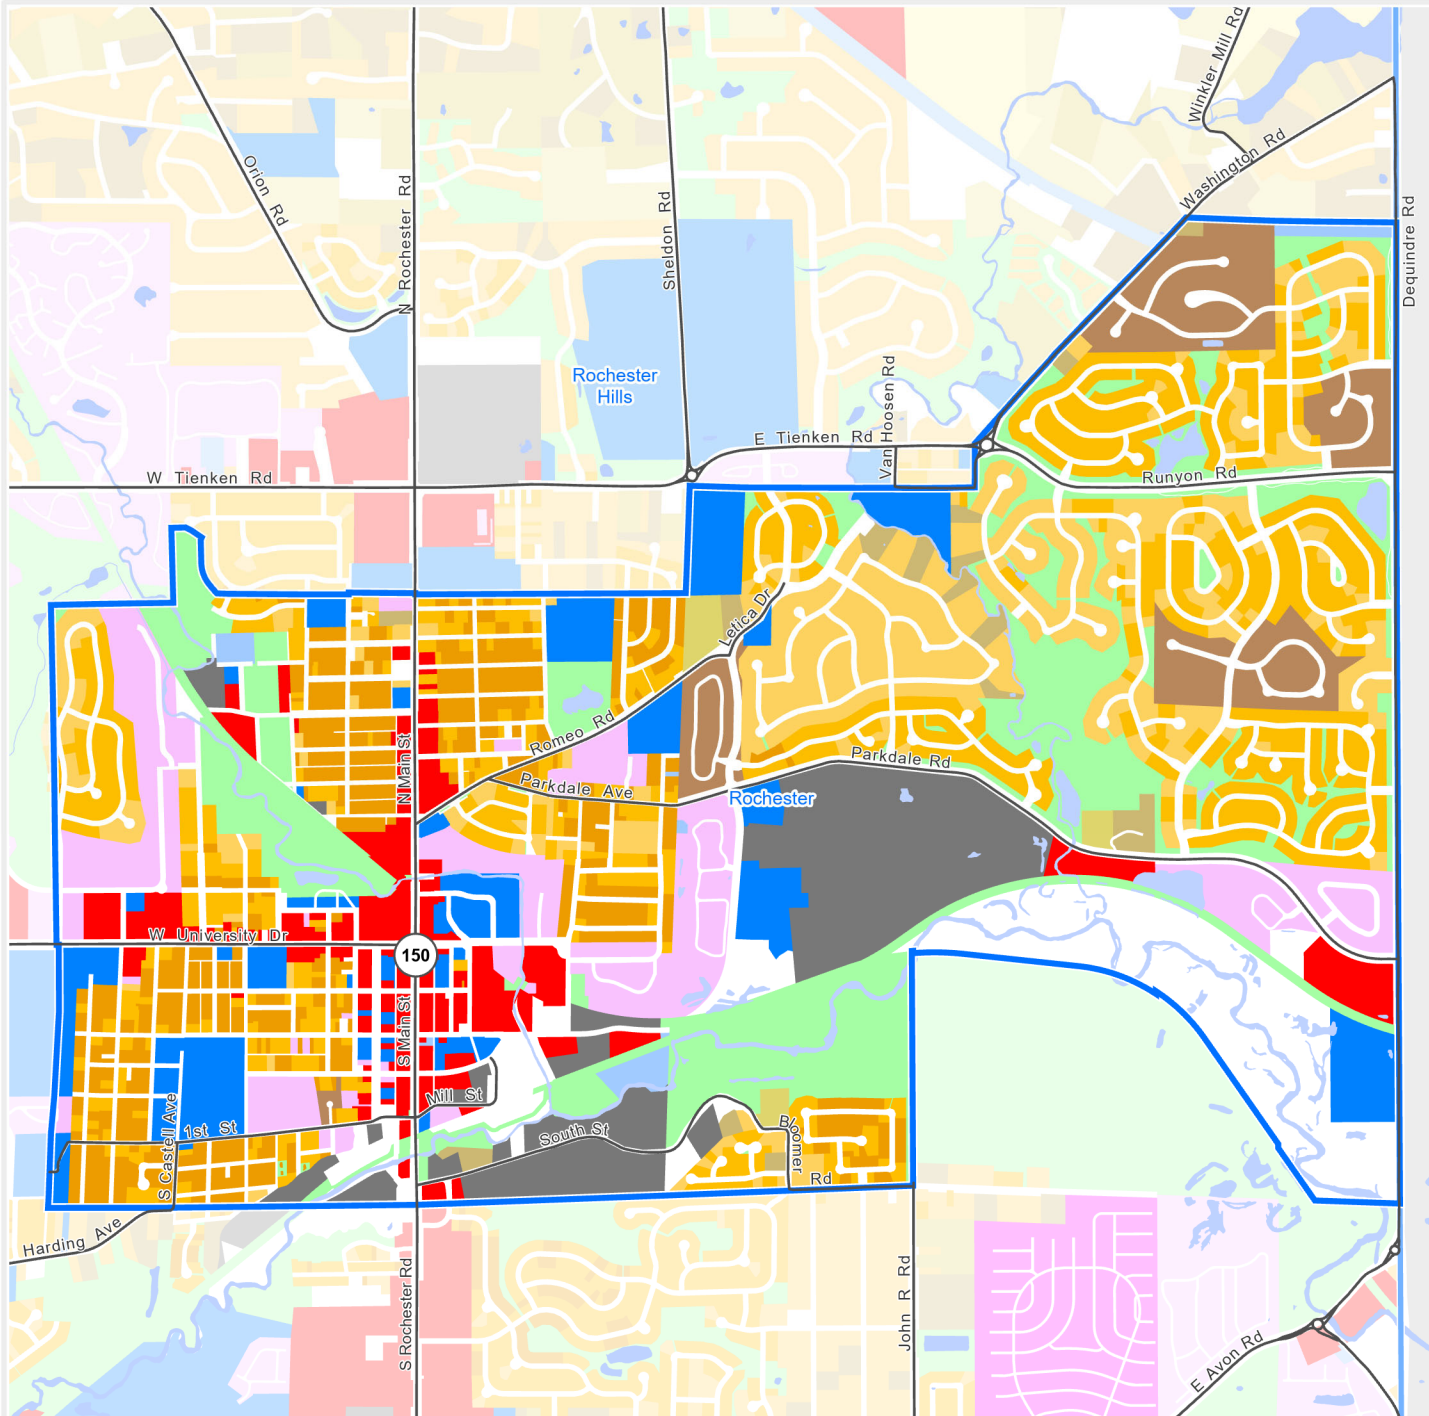 Winkler Mill Rd
Washington Rd
Orion Rd
N Rochester Rd
Sheldon Rd
Dequindre Rd
Rochester
Hills
Van Hoosen Rd
E Tienken Rd
W Tienken Rd
Runyon Rd
Letica Dr
Romeo Rd
N Main St
Parkdale Rd
Parkdale Ave
Rochester
W University Dr
150
S Main St
Mill St
S Castell Ave
1st St
South St
Bloomer
Rd
Harding Ave
S Rochester Rd
John R Rd
E Avon Rd